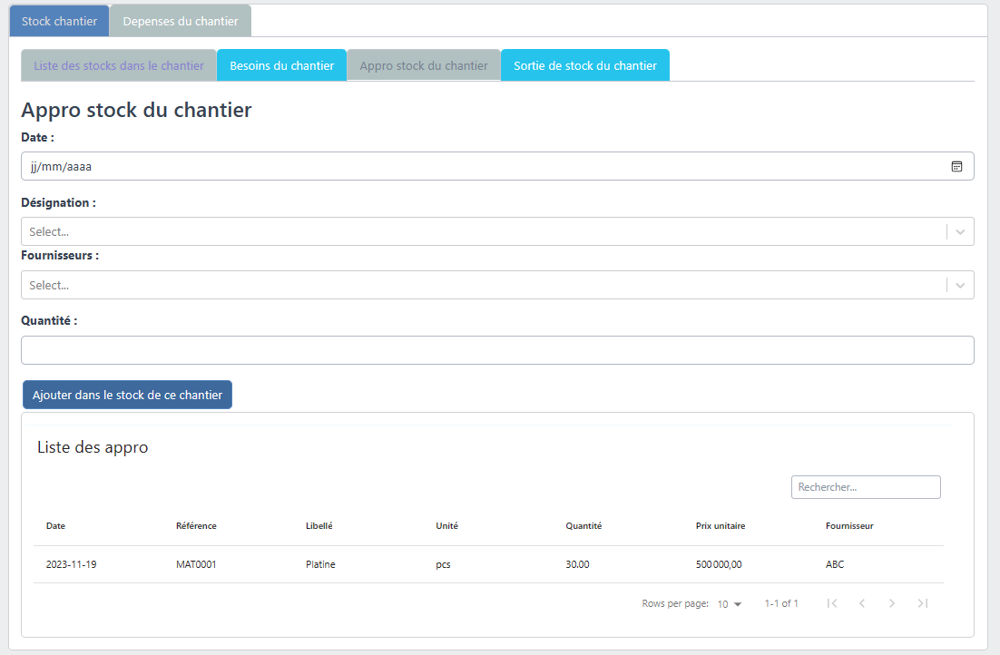 Stock chantier Depenses du chantier
Liste des stocks dans le chantier Besoins du chantier Appro stock du chantier Sortie de stock du chantier
Appro stock du chantier
Date :
jj/mm/aaaa
Désignation :
Select...
Fournisseurs :
Select...
Quantité :
Ajouter dans le stock de ce chantier
Liste des appro
Rechercher...
Date Référence Libellé Unité Quantité Prix unitaire Fournisseur
2023-11-19 MAT0001 Platine pcs 30.00 500 000,00 ABC
Rows per page: 10 1-1 of 1